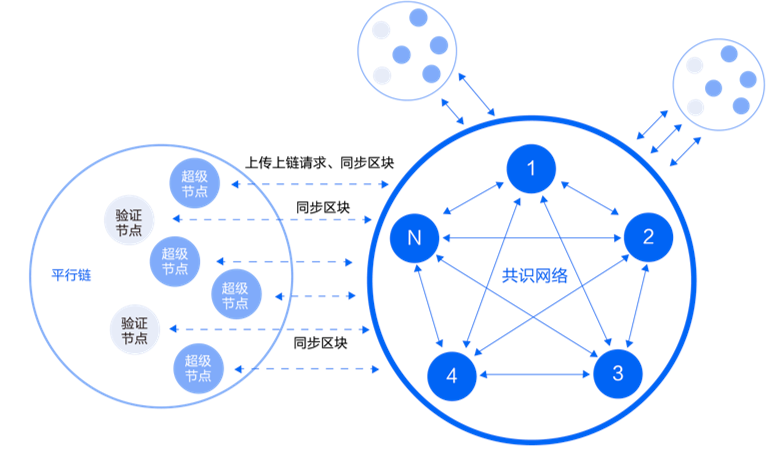 上传上链请求、同步区块
超级
节点
验证
节点
同步区块
超级
节点
平行链
超级
节点
验证
节点
同步区块
超级
节点
1
N
2
共识网络
4
3